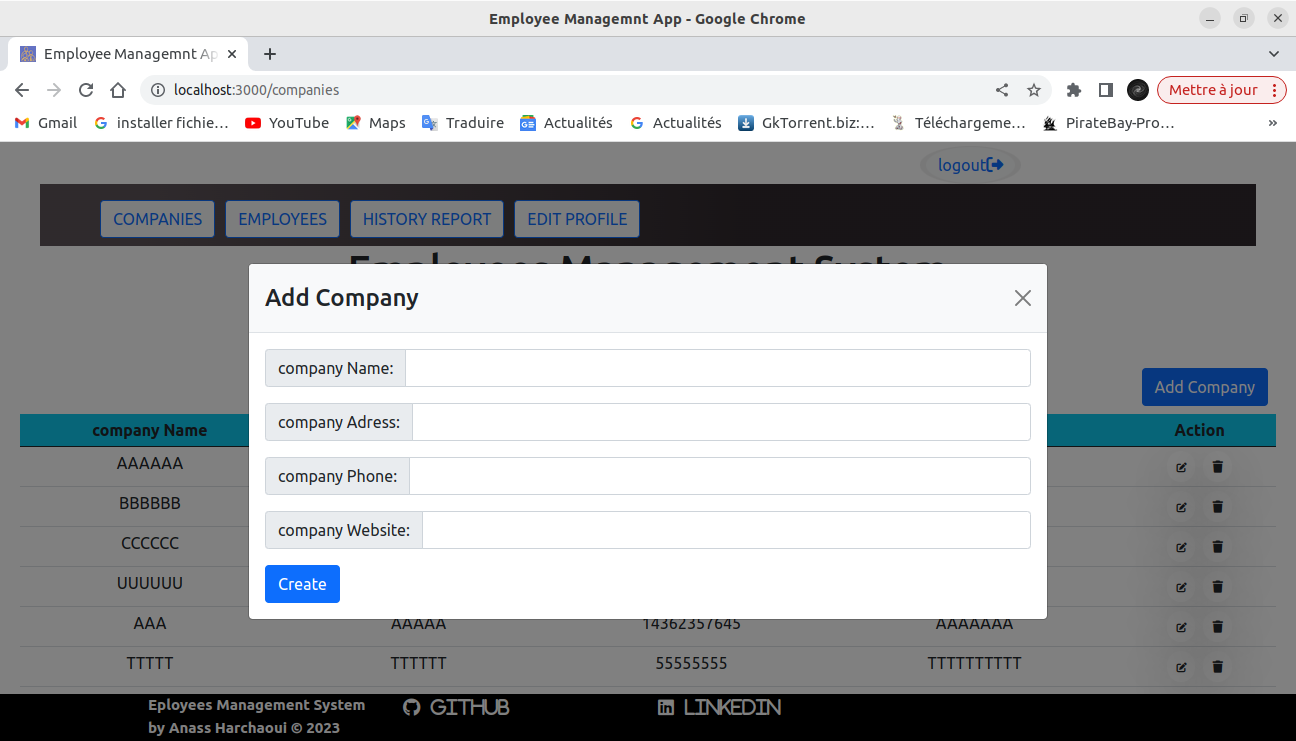 Employee Managemnt App - Google Chrome
Employee Managemnt Ap
localhost:3000/companies
Mettre à jour
Gmail installer fichie... YouTube Maps Traduire Actualités Actualités GkTorrent.biz:... Téléchargeme... PirateBay-Pro... »
logout
COMPANIES EMPLOYEES HISTORY REPORT EDIT PROFILE
Employees Management System
Add Company
company Name:
company Adress:
company Phone:
company Website:
Create
Add Company
company Name Action
AAAAAA
BBBBBB
CCCCCC
UUUUUU
AAA AAAAA 14362357645 AAAAAAA
TTTTT TTTTTT 55555555 TTTTTTTTTT
Eployees Management System
by Anass Harchaoui © 2023
GITHUB LINKEDIN